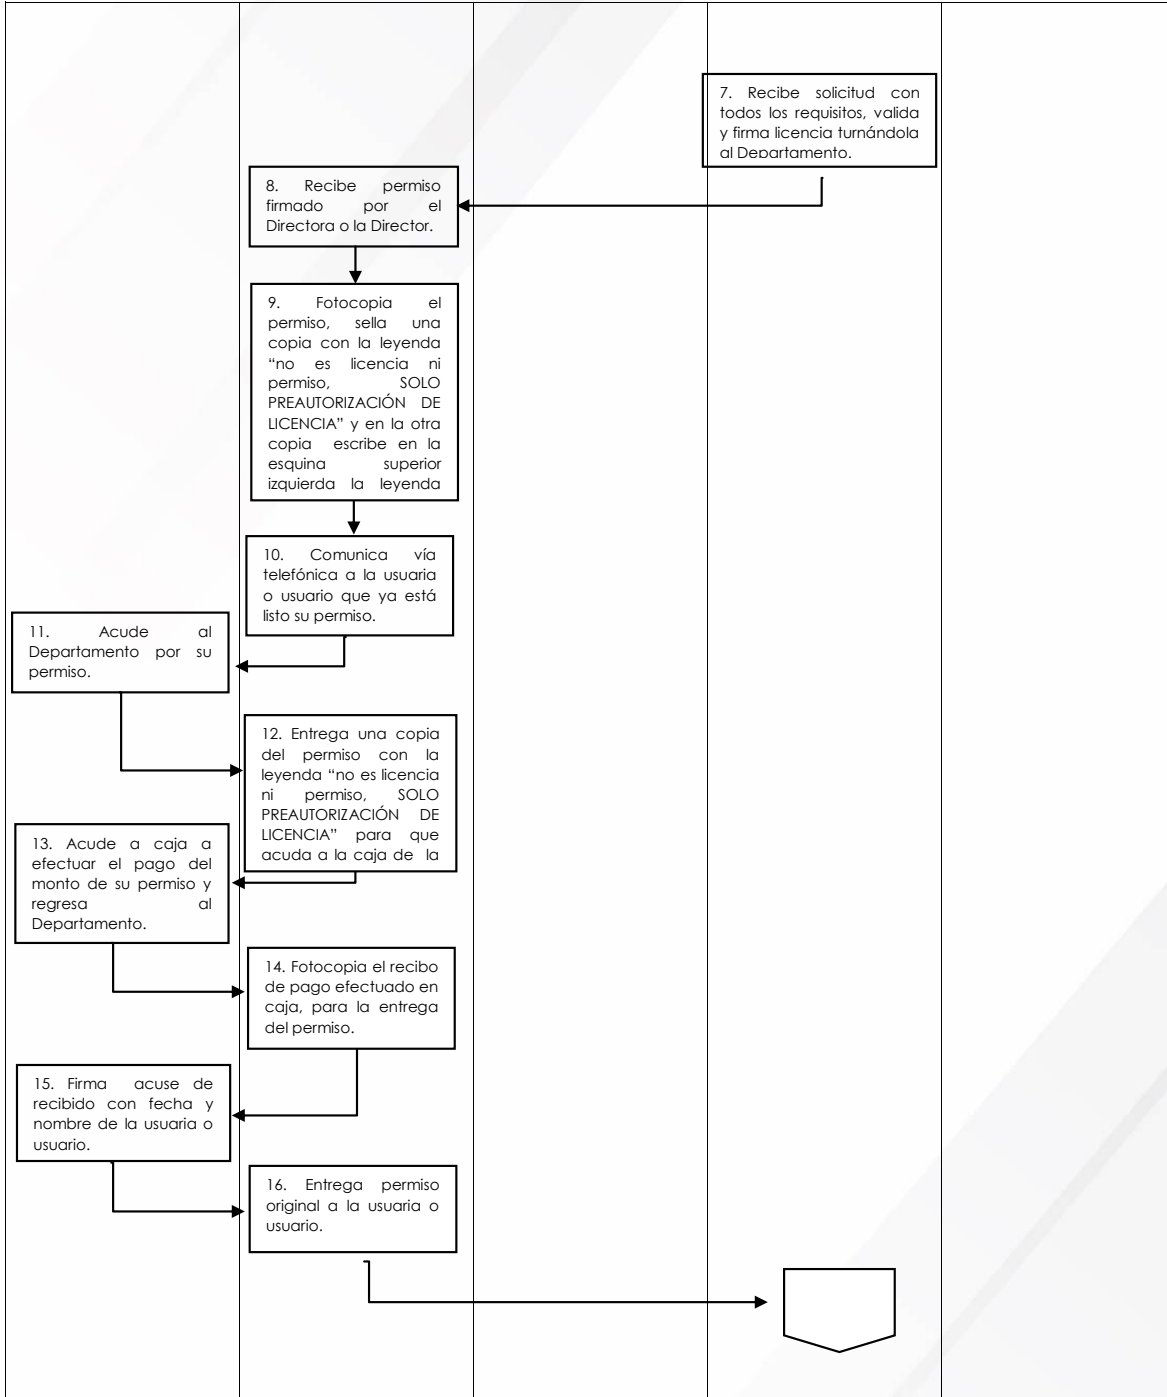 7. Recibe solicitud con
todos los requisitos, valida
y firma licencia turnándola
al Departamento.
8. Recibe permiso
firmado por el
Directora o la Director.
9. Fotocopia el
permiso, sella una
copia con la leyenda
“no es licencia ni
permiso, SOLO
PREAUTORIZACIÓN DE
LICENCIA” y en la otra
copia escribe en la
esquina superior
izquierda la leyenda
10. Comunica vía
telefónica a la usuaria
o usuario que ya está
listo su permiso.
11. Acude al
Departamento por su
permiso.
12. Entrega una copia
del permiso con la
leyenda “no es licencia
ni permiso, SOLO
PREAUTORIZACIÓN DE
LICENCIA” para que
acuda a la caja de la
13. Acude a caja a
efectuar el pago del
monto de su permiso y
regresa al
Departamento.
14. Fotocopia el recibo
de pago efectuado en
caja, para la entrega
del permiso.
15. Firma acuse de
recibido con fecha y
nombre de la usuaria o
usuario.
16. Entrega permiso
original a la usuaria o
usuario.